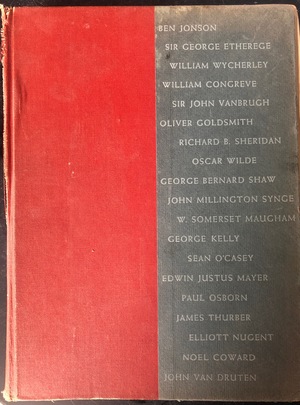 BEN JONSON
SIR GEORGE ETHEREGE
WILLIAM WYCHERLEY
WILLIAM CONGREVE
SIR JOHN VANBRUGH
OLIVER GOLDSMITH
RICHARD B. SHERIDAN
OSCAR WILDE
GEORGE BERNARD SHAW
JOHN MILLINGTON SYNGE
W. SOMERSET MAUGHAM
GEORGE KELLY
SEAN O'CASEY
EDWIN JUSTUS MAYER
PAUL OSBORN
JAMES THURBER
ELLIOTT NUGENT
NOEL COWARD
JOHN VAN DRUTEN